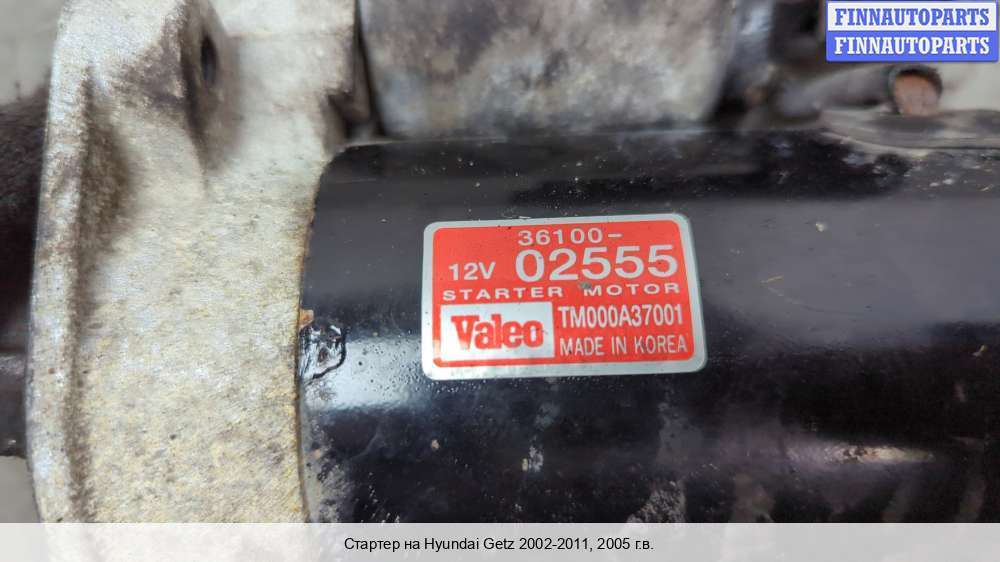 FINNAUTOPARTS
FINNAUTOPARTS
36100-
12V 02555
STARTER MOTOR
Valeo TM000A37001
MADE IN KOREA
Стартер на Hyundai Getz 2002-2011, 2005 г.в.